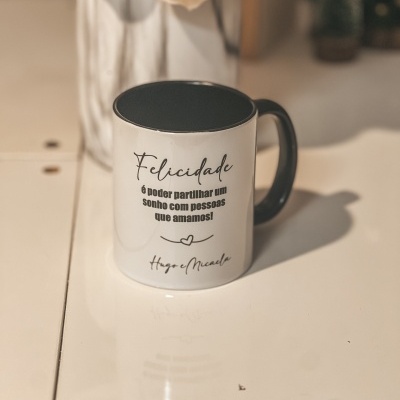 Felicidade
é poder partilhar um
sonho com pessoas
que amamos!
Hugo e Micaela